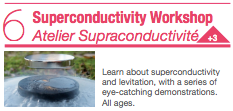 6
Superconductivity Workshop
Atelier Supraconductivité +3
Learn about superconductivity
and levitation, with a series of
eye-catching demonstrations.
All ages.